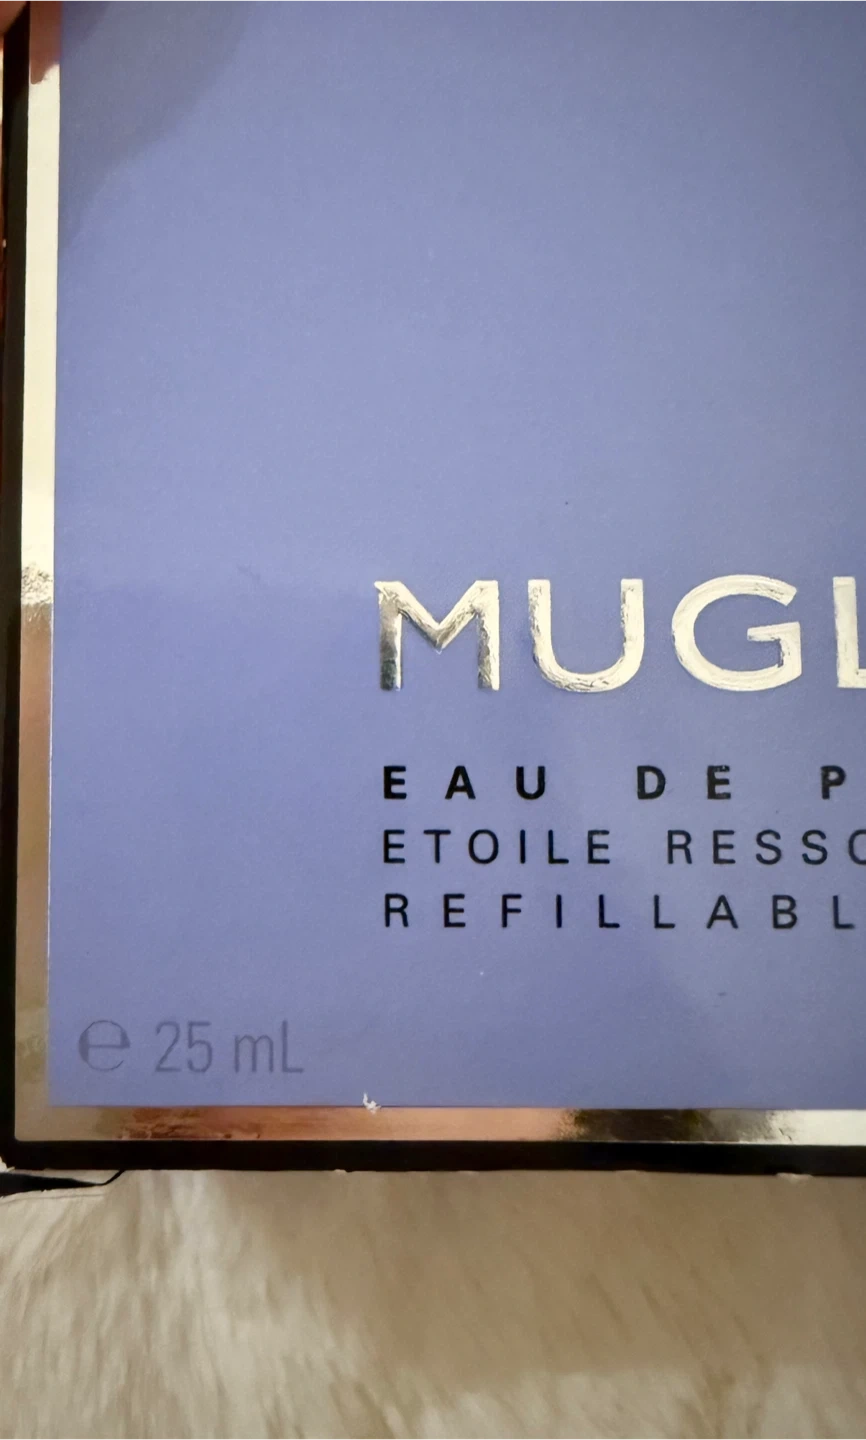 MUGL
EAU DE P
ETOILE RESSO
REFILLABL
℮ 25 mL